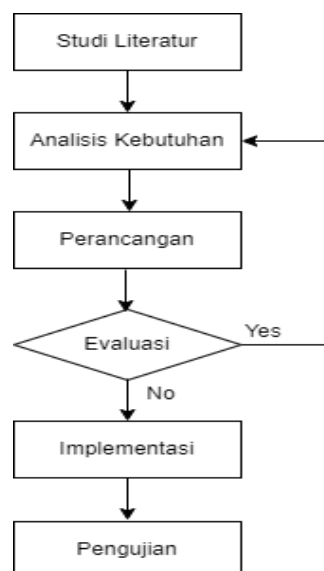 Studi Literatur
Analisis Kebutuhan
Perancangan
Evaluasi
Yes
No
Implementasi
Pengujian